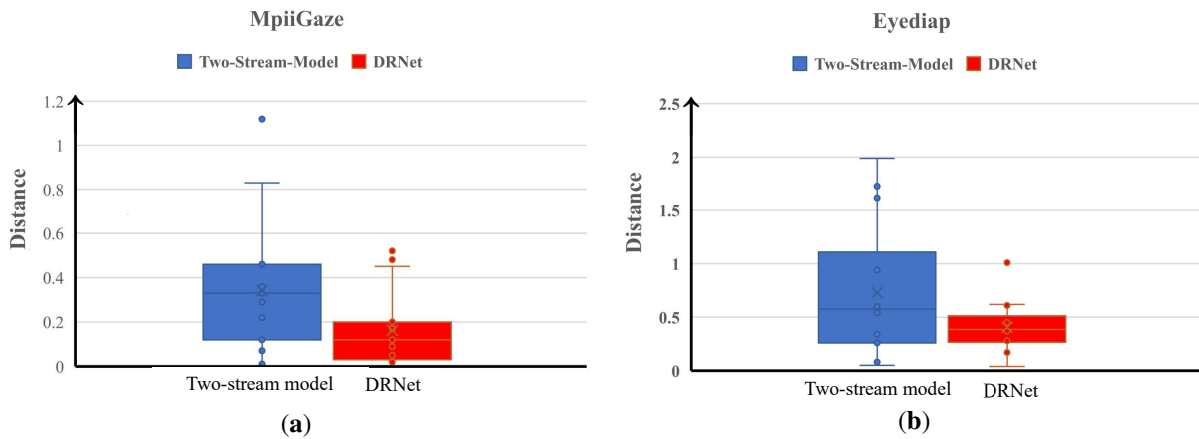 MpiiGaze
Two-Stream-Model DRNet
1.2
1
0.8
0.6
0.4
0.2
0
Distance
Two-stream model DRNet
(a)
Eyediap
Two-Stream-Model DRNet
2.5
2
1.5
1
0.5
0
Distance
Two-stream model DRNet
(b)